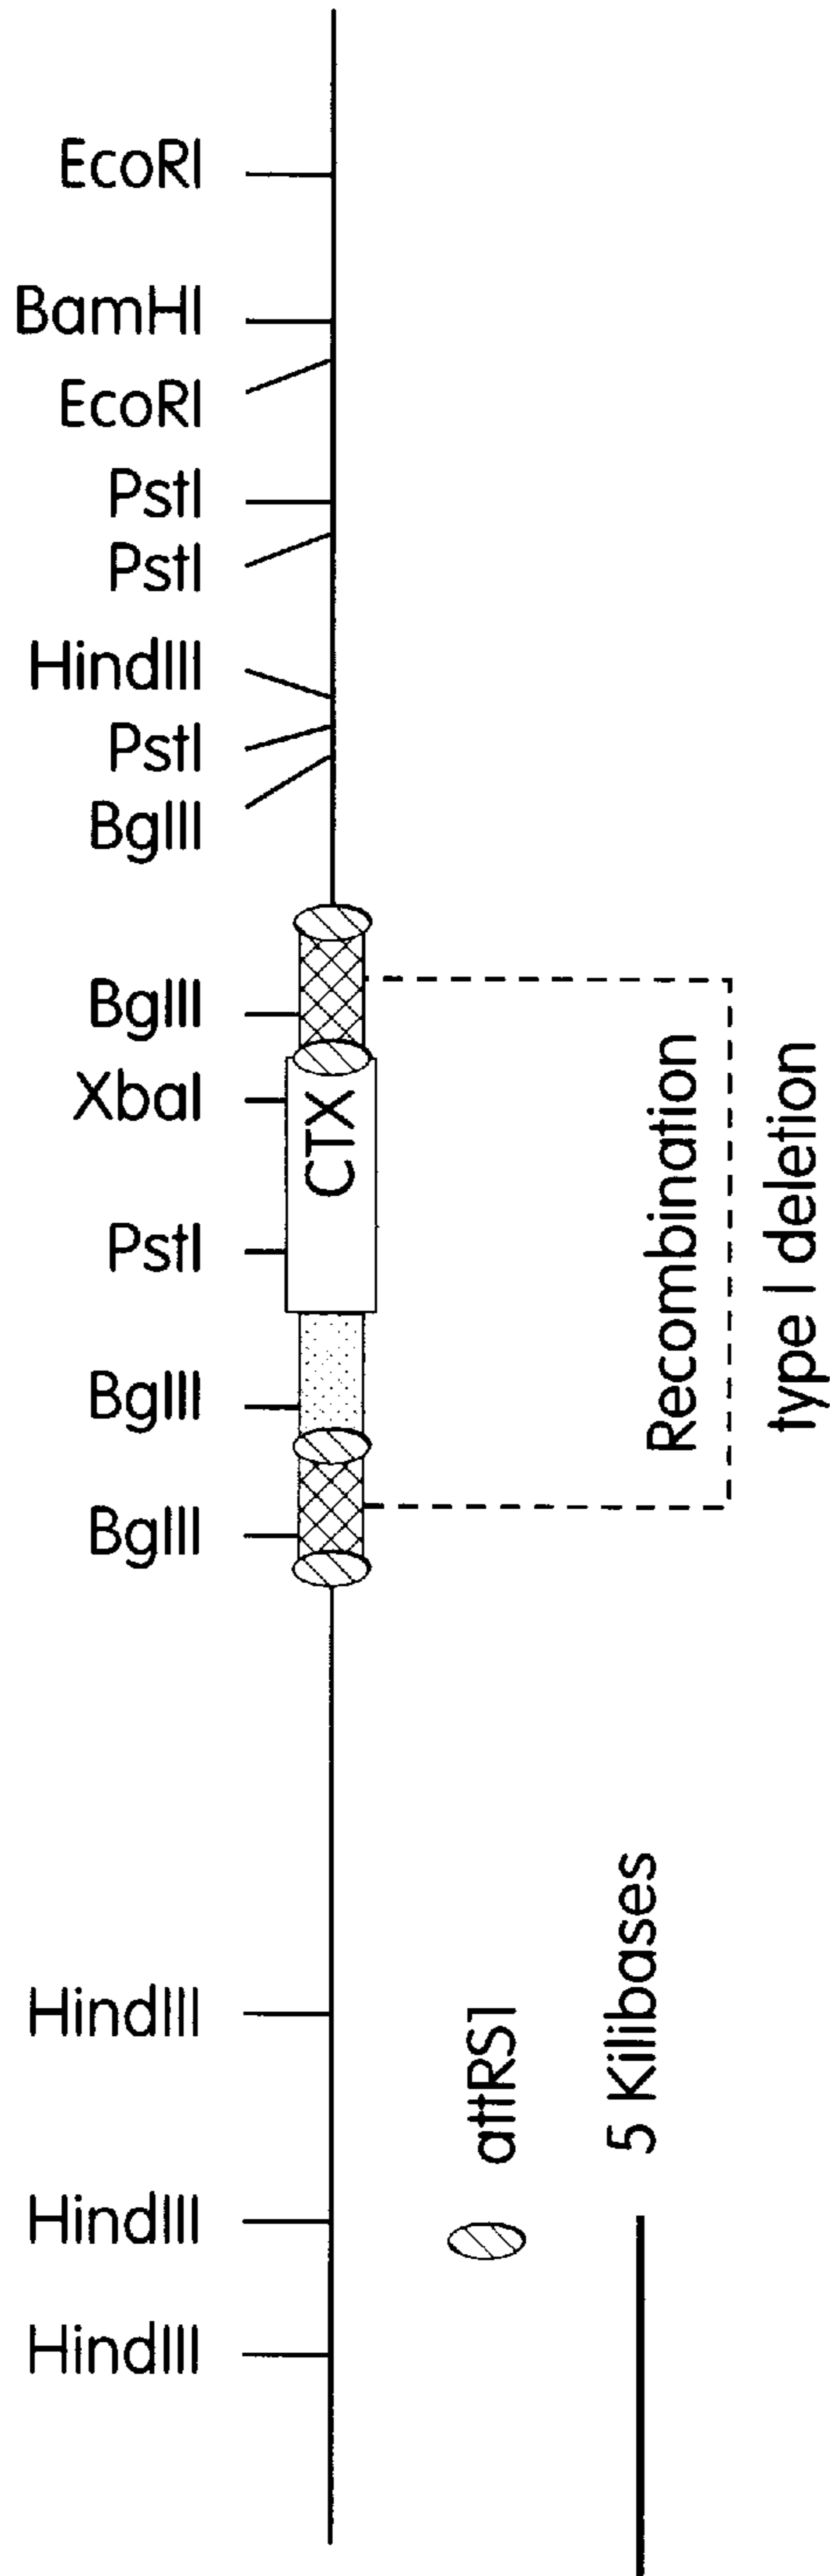 EcoRI
BamHI
EcoRI
PstI
PstI
HindIII
PstI
BglII
BglII
XbaI
CTX
PstI
BglII
BglII
Recombination
type I deletion
HindIII
HindIII
HindIII
attRS1
5 Kilibases